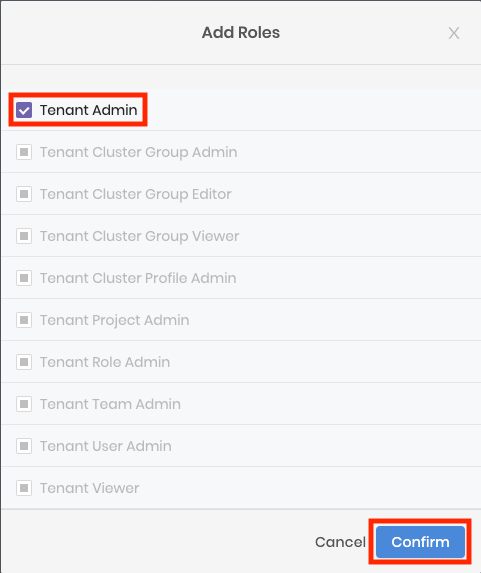 Add Roles
X
Tenant Admin
Tenant Cluster Group Admin
Tenant Cluster Group Editor
Tenant Cluster Group Viewer
Tenant Cluster Profile Admin
Tenant Project Admin
Tenant Role Admin
Tenant Team Admin
Tenant User Admin
Tenant Viewer
Cancel Confirm